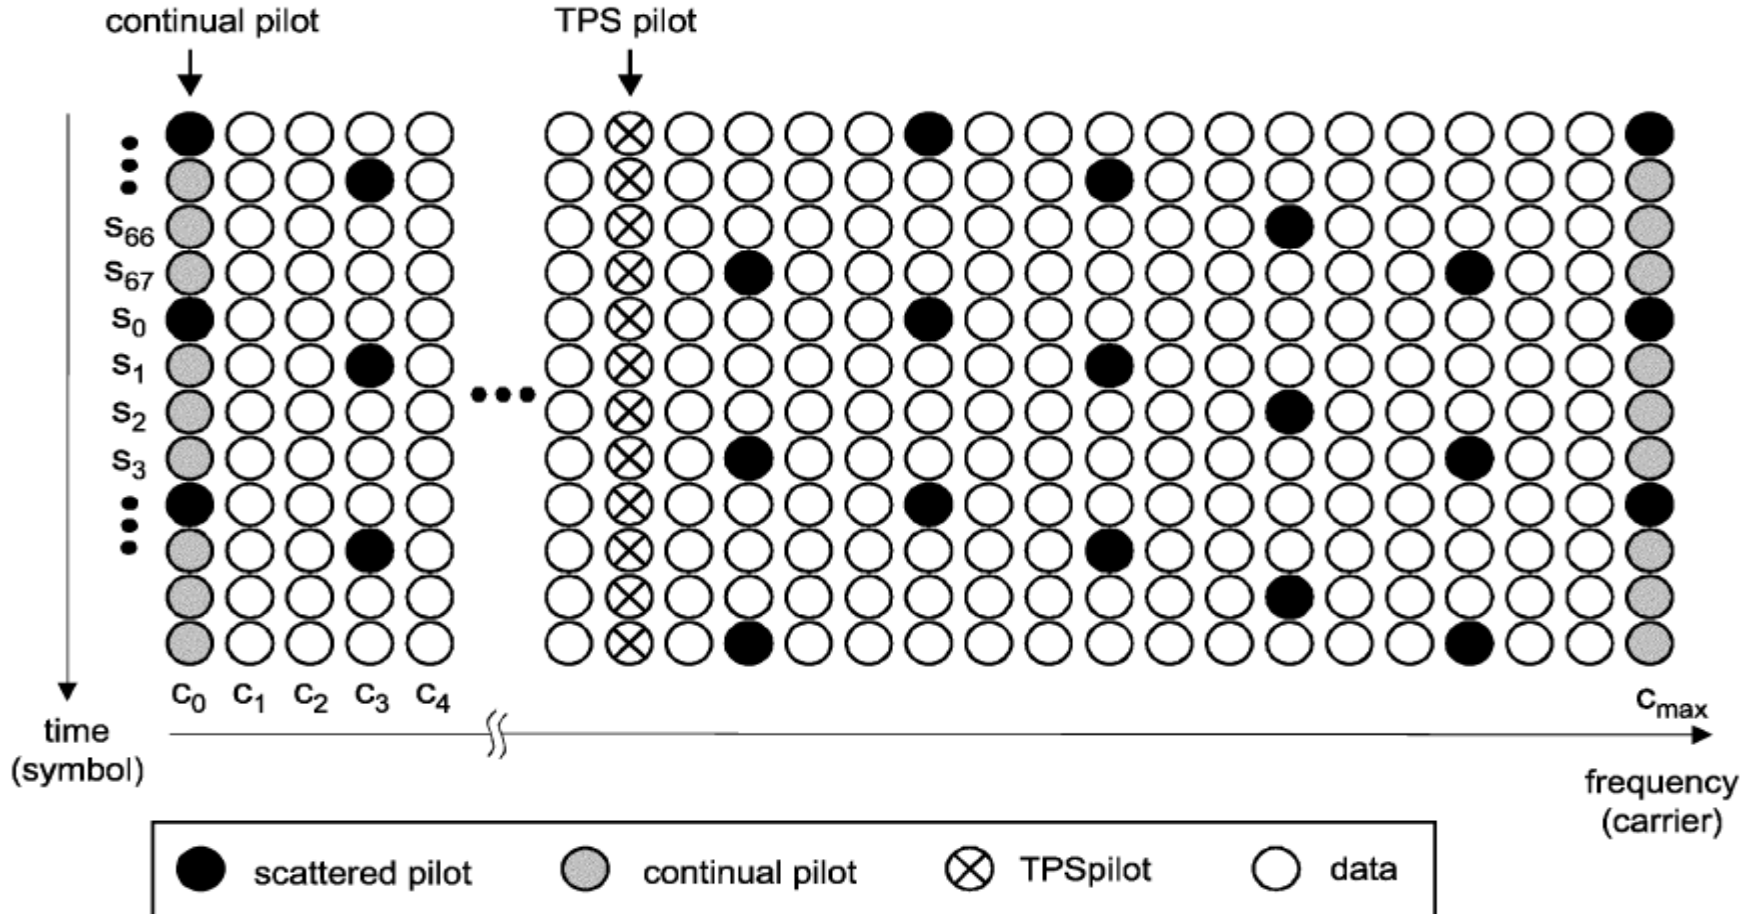 continual pilot
TPS pilot
s66
s67
s0
s1
s2
s3
c0 c1 c2 c3 c4
cmax
time
(symbol)
frequency
(carrier)
scattered pilot
continual pilot
TPSpilot
data